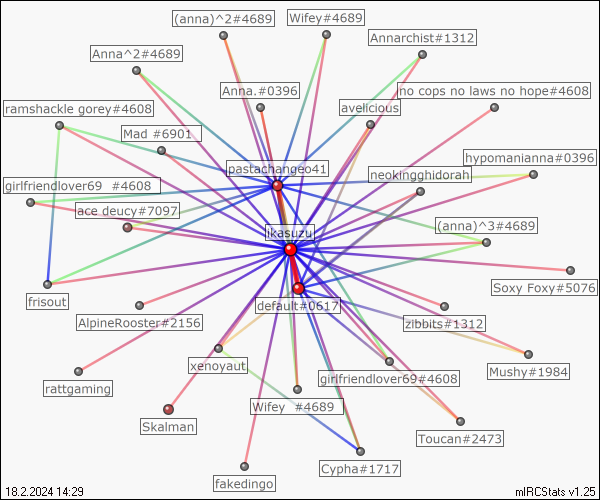 (anna)^2#4689
Wifey#4689
Annarchist#1312
Anna^2#4689
Anna.#0396
no cops no laws no hope#4608
ramshackle gorey#4608
avelicious
Mad #6901
pastachangeo41
hypomanianna#0396
neokingghidorah
girlfriendlover69 #4608
ace deucy#7097
(anna)^3#4689
ikasuzu
Soxy Foxy#5076
frisout
default#0617
AlpineRooster#2156
zibbits#1312
xenoyaut
girlfriendlover69#4608
Mushy#1984
rattgaming
Wifey #4689
Skalman
Toucan#2473
Cypha#1717
fakedingo
18.2.2024 14:29
mIRCStats v1.25